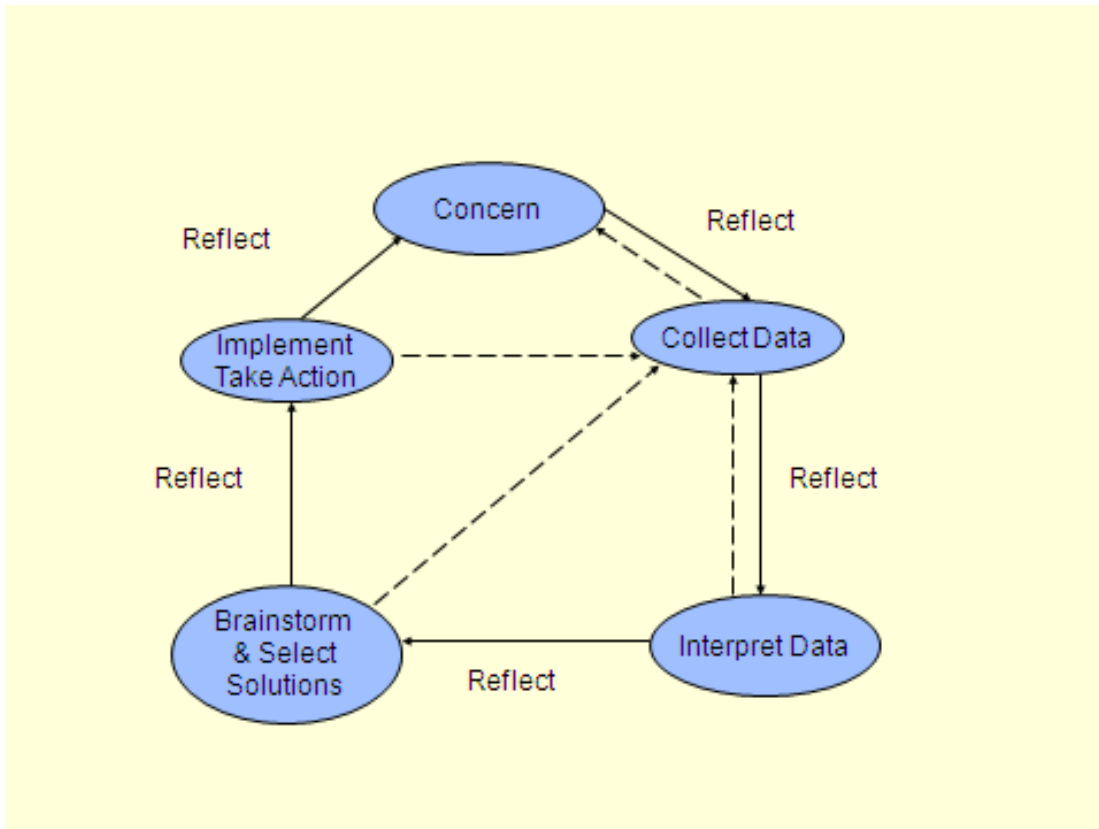 Concern
Reflect
Reflect
Collect Data
Implement
Take Action
Reflect
Reflect
Brainstorm
& Select
Solutions
Interpret Data
Reflect